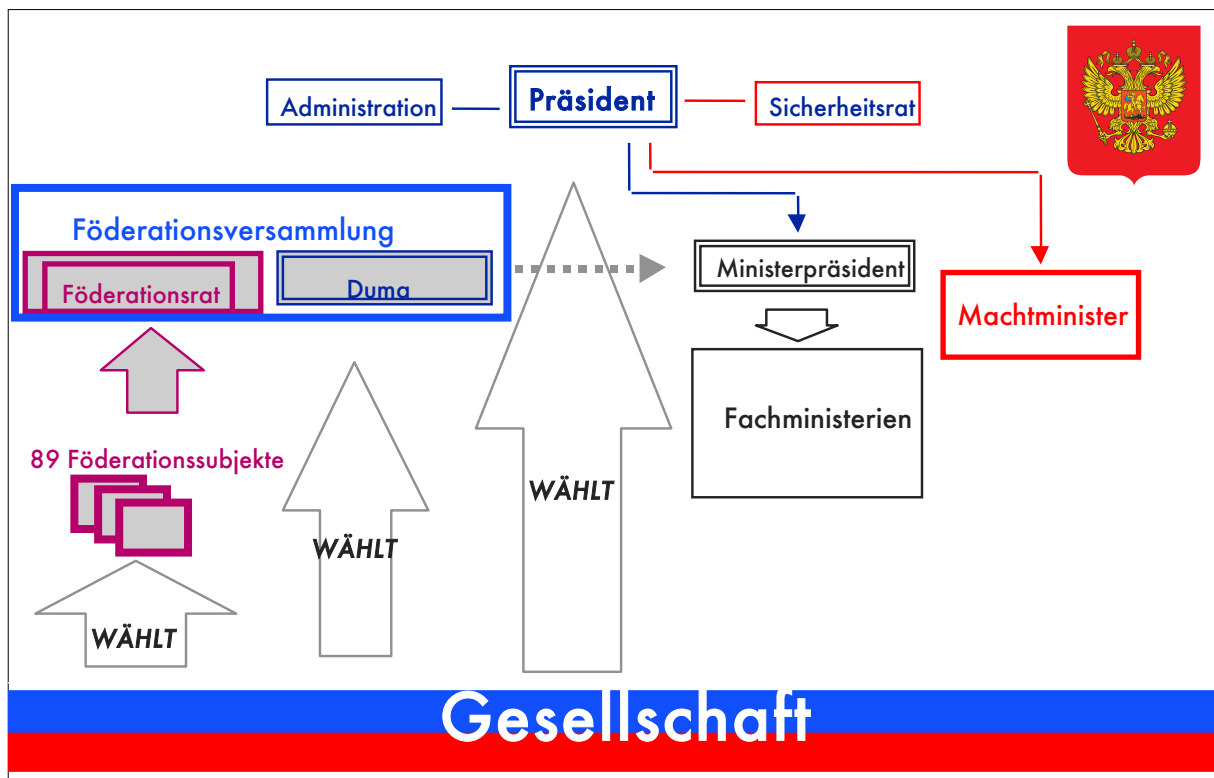 Administration
Präsident
Sicherheitsrat
Föderationsversammlung
Föderationsrat
Duma
Ministerpräsident
Machtminister
Fachministerien
89 Föderationssubjekte
WÄHLT
WÄHLT
WÄHLT
Gesellschaft